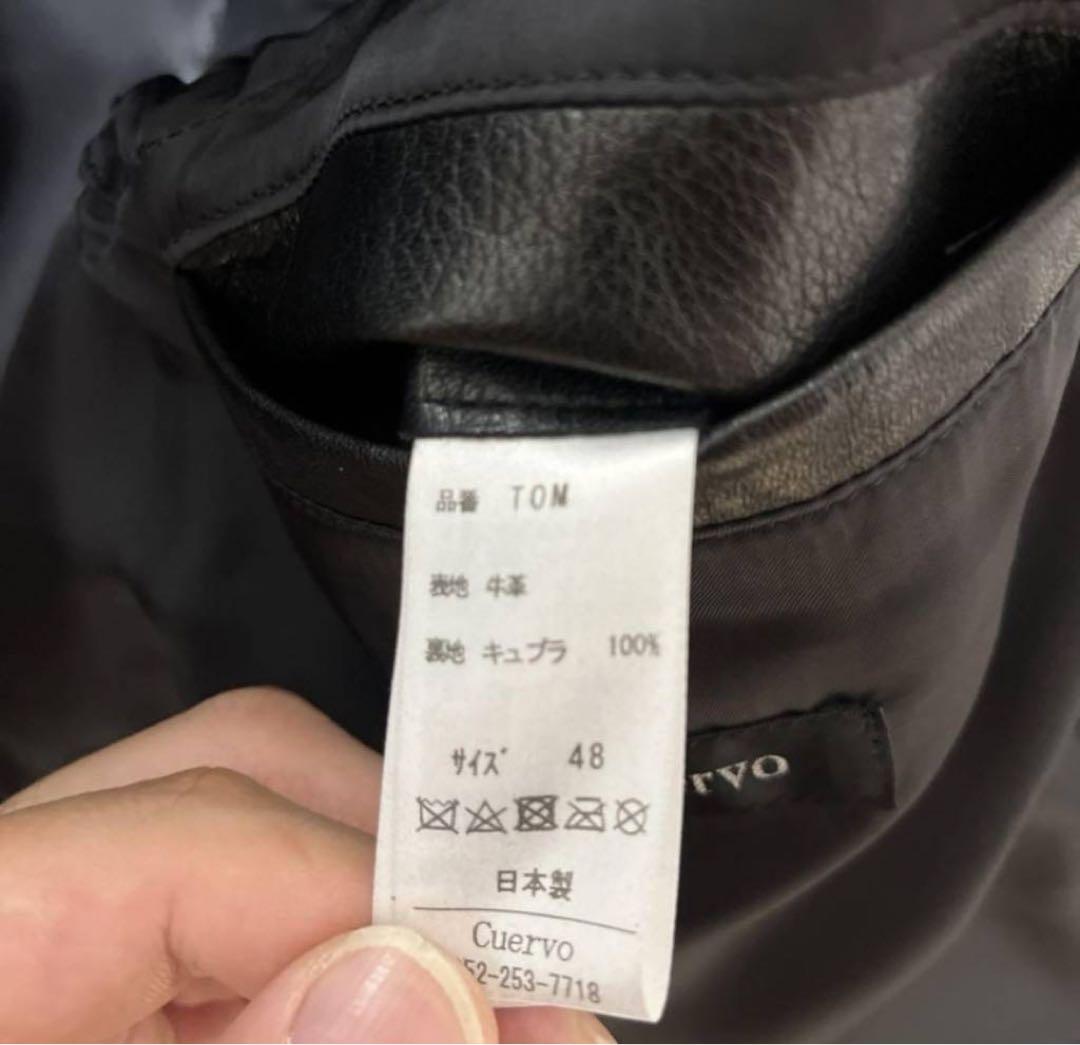 品番 TOM
表地 牛革
裏地 キュプラ 100%
サイズ 48
日本製
Cuervo
52-253-7718
rvo